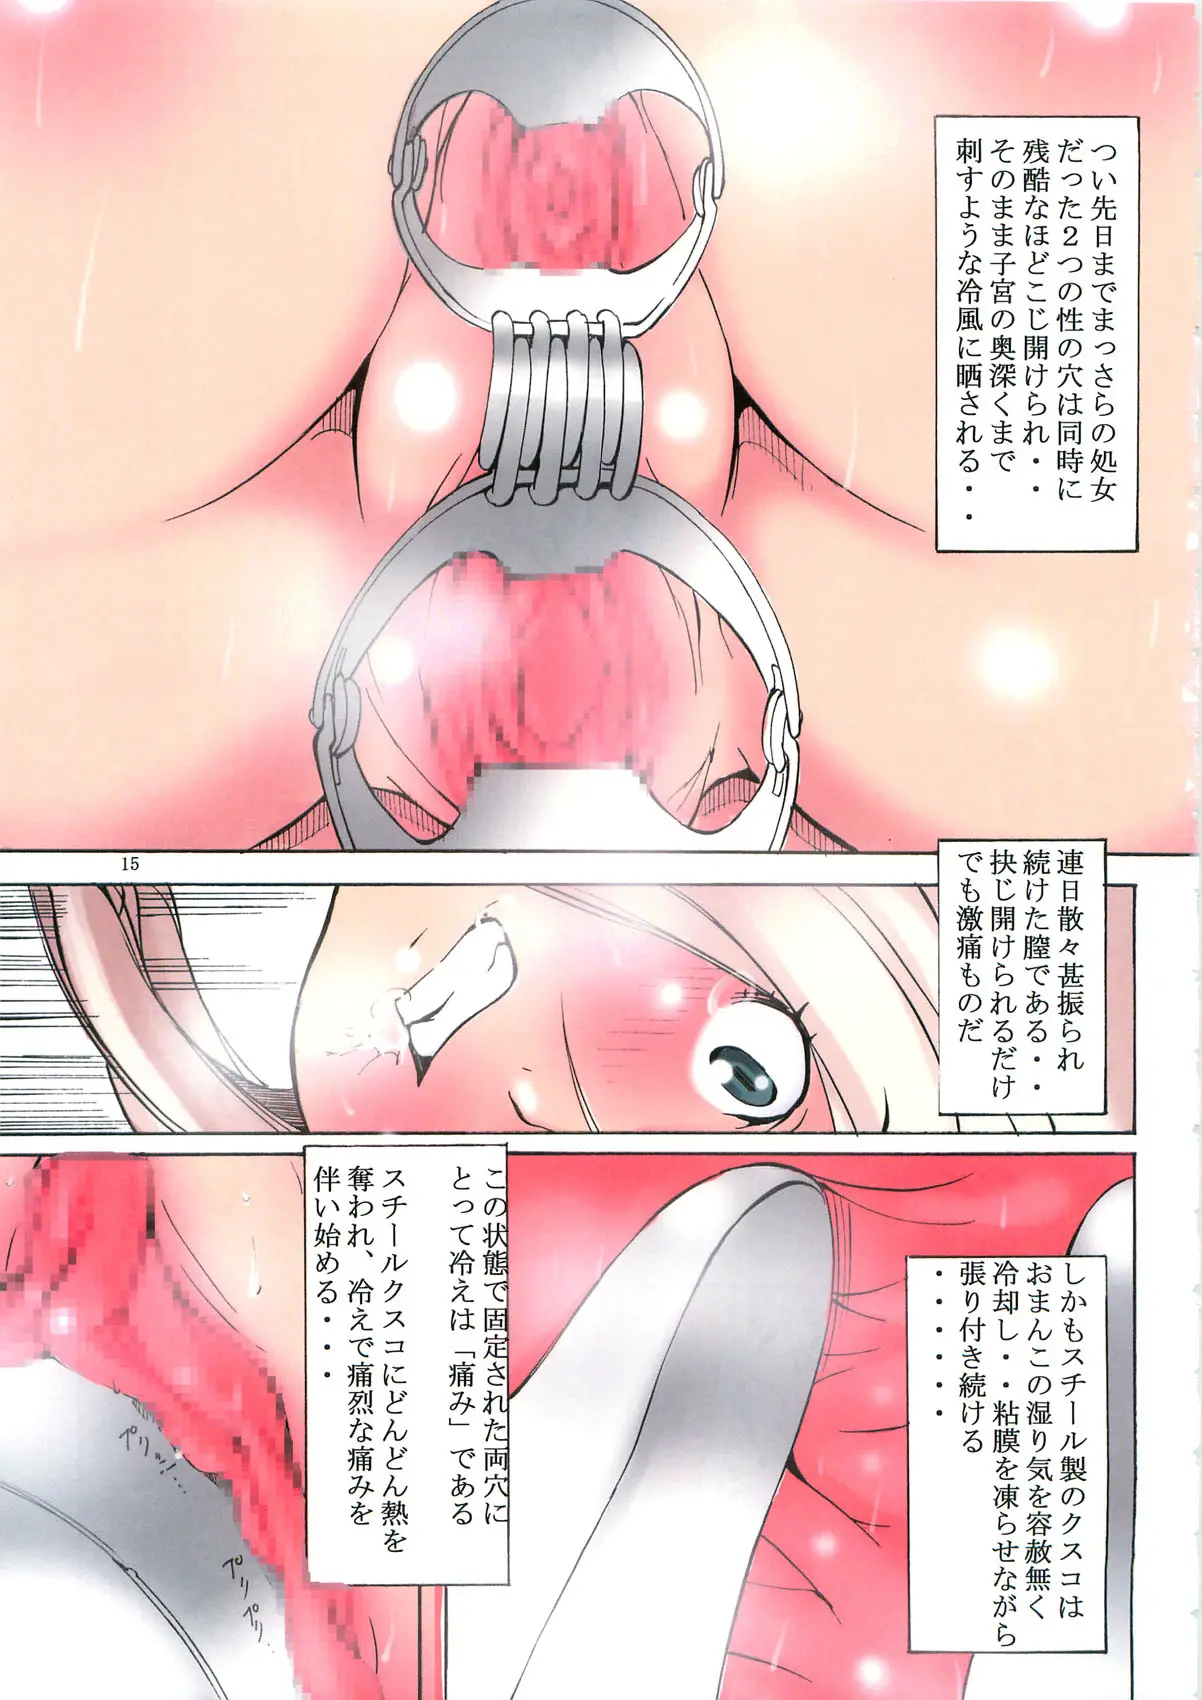 つい先日までまっさらの処女
だった2つの性の穴は同時に
残酷なほどこじ開けられ・・
そのまま子宮の奥深くまで
刺すような冷風に晒される・・
15
連日散々甚振られ
続けた膣である・・
抉じ開けられるだけ
でも激痛ものだ
しかもスチール製のクスコは
おまんこの湿り気を容赦無く
冷却し・・粘膜を凍らせながら
張り付き続ける
・・・・・
この状態で固定された両穴に
とって冷えは「痛み」である
スチールクスコにどんどん熱を
奪われ、冷えで痛烈な痛みを
伴い始める・・・
プリッ…
プリ
プリ…